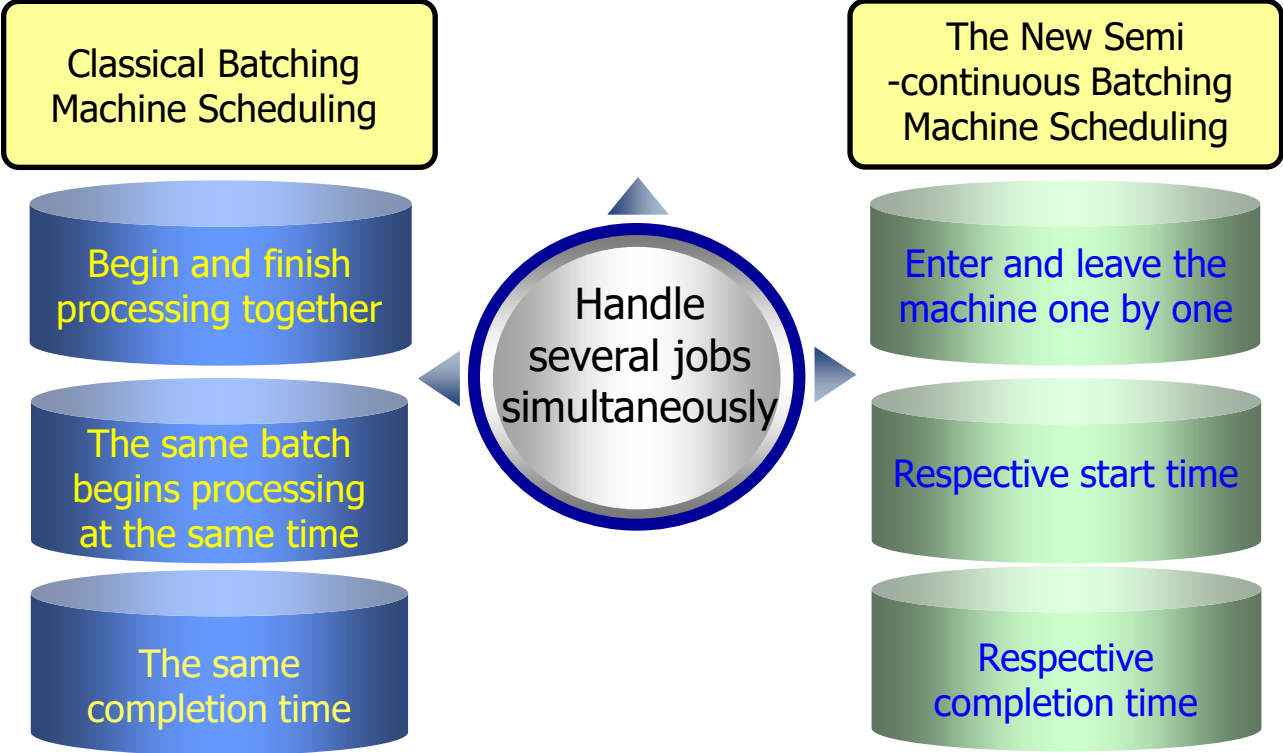 Classical Batching
Machine Scheduling
Begin and finish
processing together
The same batch
begins processing
at the same time
The same
completion time
Handle
several jobs
simultaneously
The New Semi
-continuous Batching
Machine Scheduling
Enter and leave the
machine one by one
Respective start time
Respective
completion time